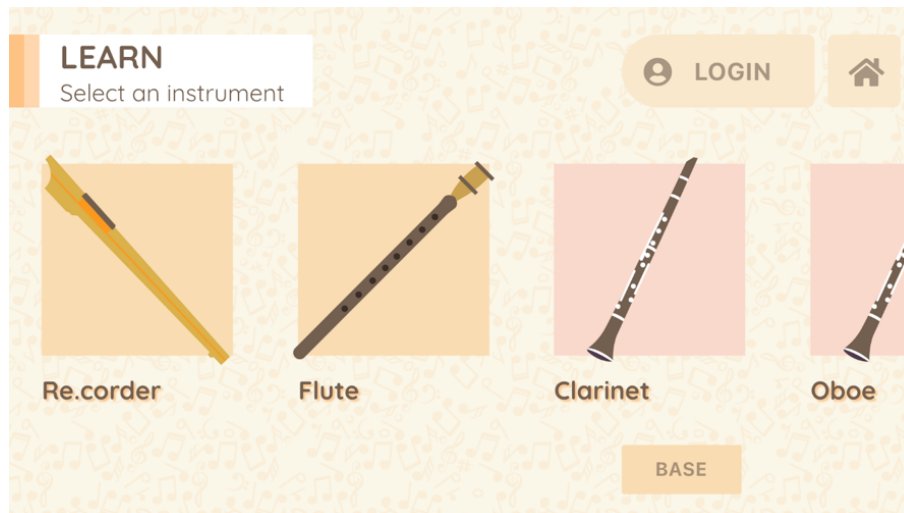 LEARN
Select an instrument
LOGIN
Re.corder
Flute
Clarinet
Oboe
BASE